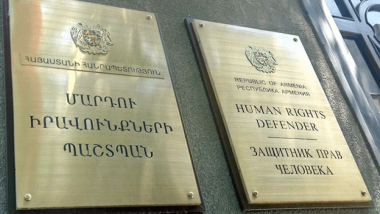 ՀԱՅԱՍՏԱՆԻ ՀԱՆՐԱՊԵՏՈՒԹՅՈՒՆ
ՄԱՐԴՈՒ
ԻՐԱՎՈՒՆՔՆԵՐԻ
ՊԱՇՏՊԱՆ
REPUBLIC OF ARMENIA
РЕСПУБЛИКА АРМЕНИЯ
HUMAN RIGHTS
DEFENDER
ЗАЩИТНИК ПРАВ
ЧЕЛОВЕКА